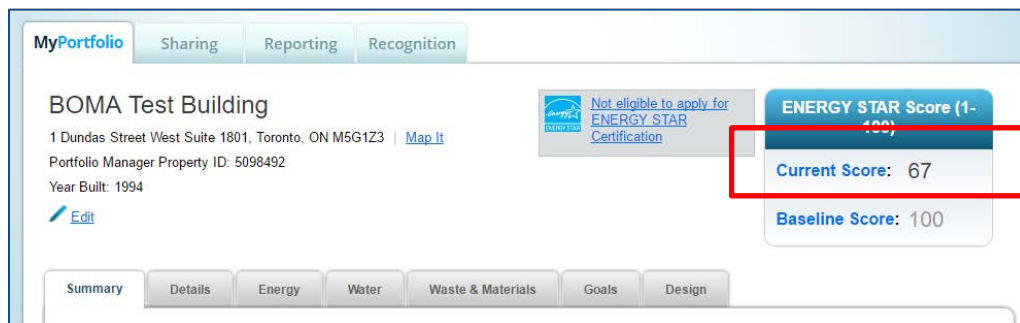 MyPortfolio Sharing Reporting Recognition
BOMA Test Building
1 Dundas Street West Suite 1801, Toronto, ON M5G1Z3 | Map It
Portfolio Manager Property ID: 5098492
Year Built: 1994
Edit
ENERGY STAR
Not eligible to apply for
ENERGY STAR
Certification
ENERGY STAR Score (1-
100)
Current Score: 67
Baseline Score: 100
Summary Details Energy Water Waste & Materials Goals Design